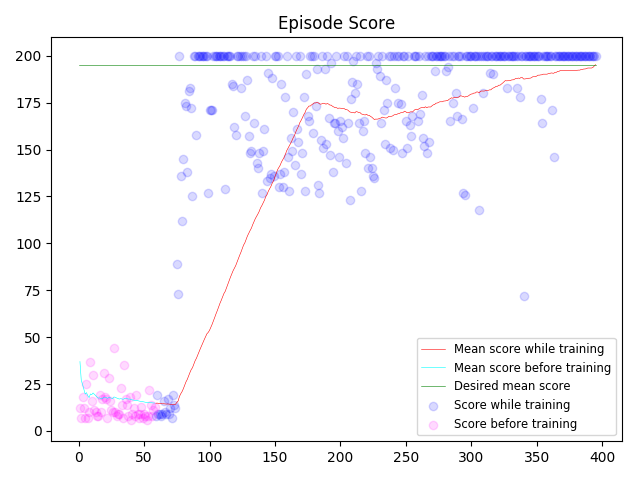 Episode Score
200
175
150
125
100
75
50
25
0
Mean score while training
Mean score before training
Desired mean score
Score while training
Score before training
0 50 100 150 200 250 300 350 400